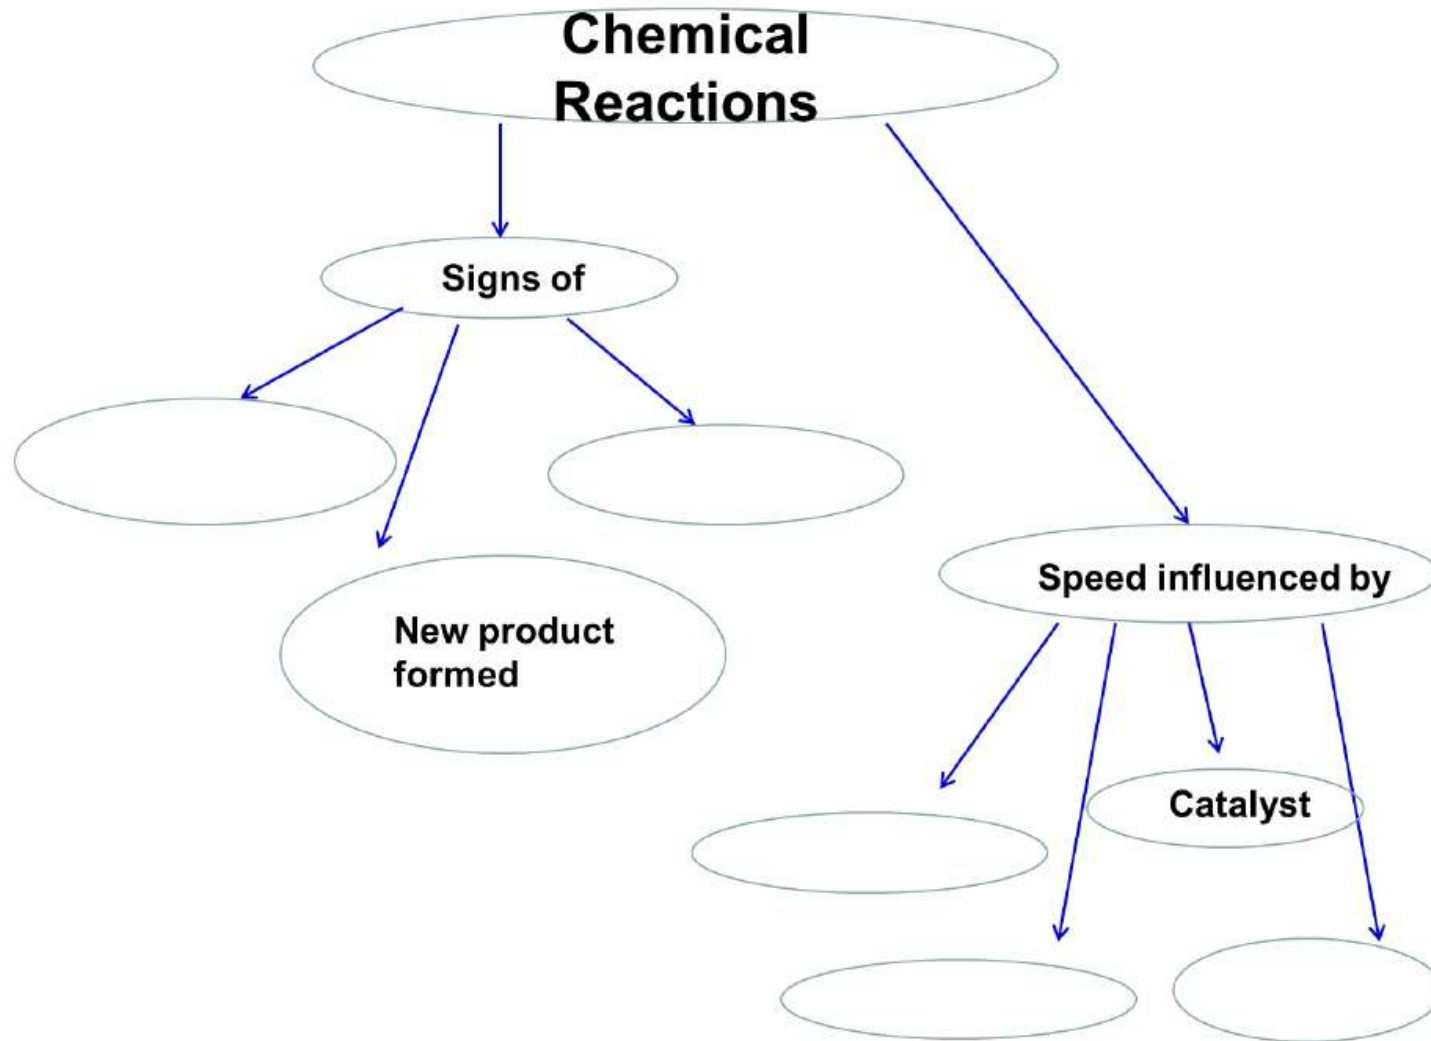 Chemical
Reactions
Signs of
Speed influenced by
New product
formed
Catalyst